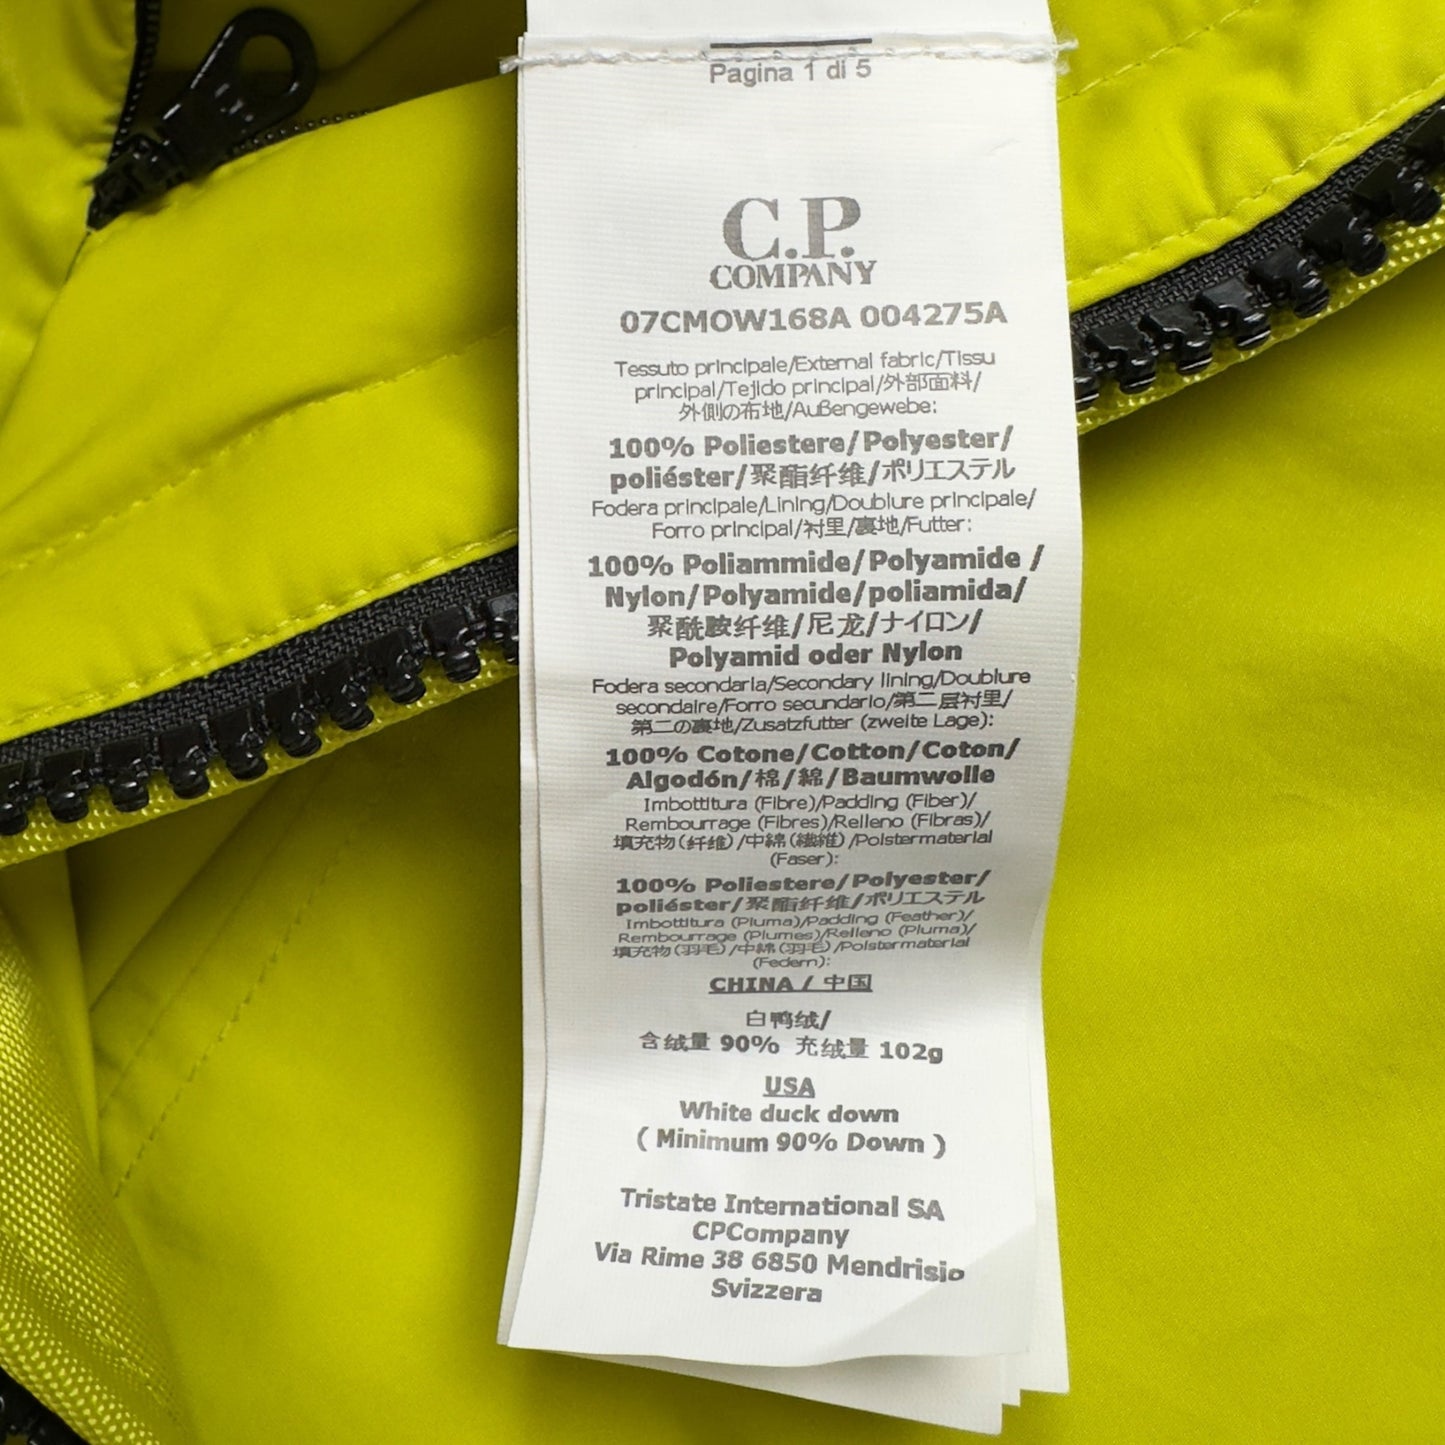 Pagina 1 di 5
C.P.
COMPANY
07CMOW168A 004275A
Tessuto principale/External fabric/Tissu
principal/Tejido principal/外部面料/
外側の布地/Außengewebe:
100% Poliestere/Polyester/
poliéster/聚酯纤维/ポリエステル
Fodera principale/Lining/Doublure principale/
Forro principal/衬里/裏地/Futter:
100% Poliammide/Polyamide /
Nylon/Polyamide/poliamida/
聚酰胺纤维/尼龙/ナイロン/
Polyamid oder Nylon
Fodera secondaria/Secondary lining/Doublure
secondaire/Forro secundario/第二层衬里/
第二の裏地/Zusatzfutter (zweite Lage):
100% Cotone/Cotton/Coton/
Algodón/棉/綿/Baumwolle
Imbottitura (Fibre)/Padding (Fiber)/
Rembourrage (Fibres)/Relleno (Fibras)/
填充物(纤维)/中綿(繊維)/Polstermaterial
(Faser):
100% Poliestere/Polyester/
poliéster/聚酯纤维/ポリエステル
Imbottitura (Piuma)/Padding (Feather)/
Rembourrage (Plumes)/Relleno (Pluma)/
填充物(羽毛)/中綿(羽毛)/Polstermaterial
(Federn):
CHINA / 中国
白鸭绒/
含绒量 90% 充绒量 102g
USA
White duck down
( Minimum 90% Down )
Tristate International SA
CPCompany
Via Rime 38 6850 Mendrisio
Svizzera